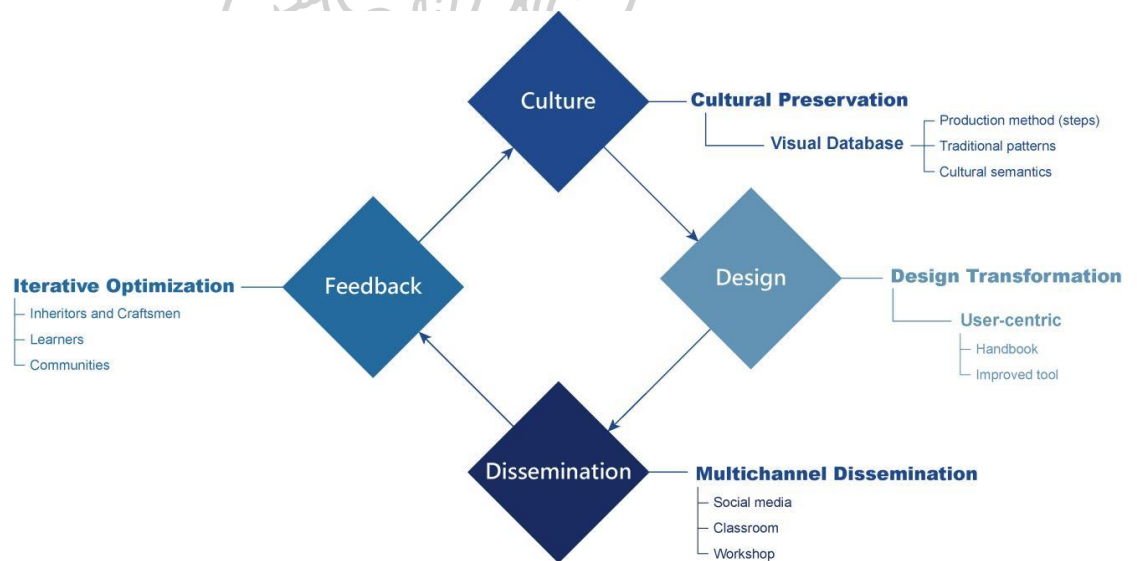 Culture
Cultural Preservation
Visual Database
Production method (steps)
Traditional patterns
Cultural semantics
Design
Design Transformation
User-centric
Handbook
Improved tool
Feedback
Iterative Optimization
Inheritors and Craftsmen
Learners
Communities
Dissemination
Multichannel Dissemination
Social media
Classroom
Workshop